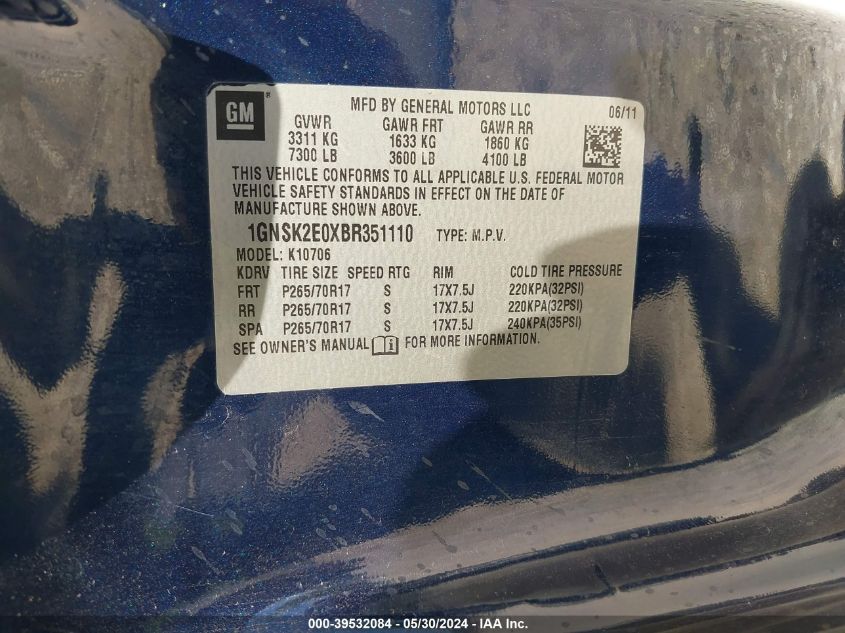 GM ®
MFD BY GENERAL MOTORS LLC 06/11
GVWR GAWR FRT GAWR RR
3311 KG 1633 KG 1860 KG
7300 LB 3600 LB 4100 LB
THIS VEHICLE CONFORMS TO ALL APPLICABLE U.S. FEDERAL MOTOR
VEHICLE SAFETY STANDARDS IN EFFECT ON THE DATE OF
MANUFACTURE SHOWN ABOVE.
1GNSK2E0XBR351110 TYPE: M.P.V.
MODEL: K10706
KDRV TIRE SIZE SPEED RTG RIM COLD TIRE PRESSURE
FRT P265/70R17 S 17X7.5J 220KPA(32PSI)
RR P265/70R17 S 17X7.5J 220KPA(32PSI)
SPA P265/70R17 S 17X7.5J 240KPA(35PSI)
SEE OWNER'S MANUAL i FOR MORE INFORMATION.
000-39532084 - 05/30/2024 - IAAI Inc.